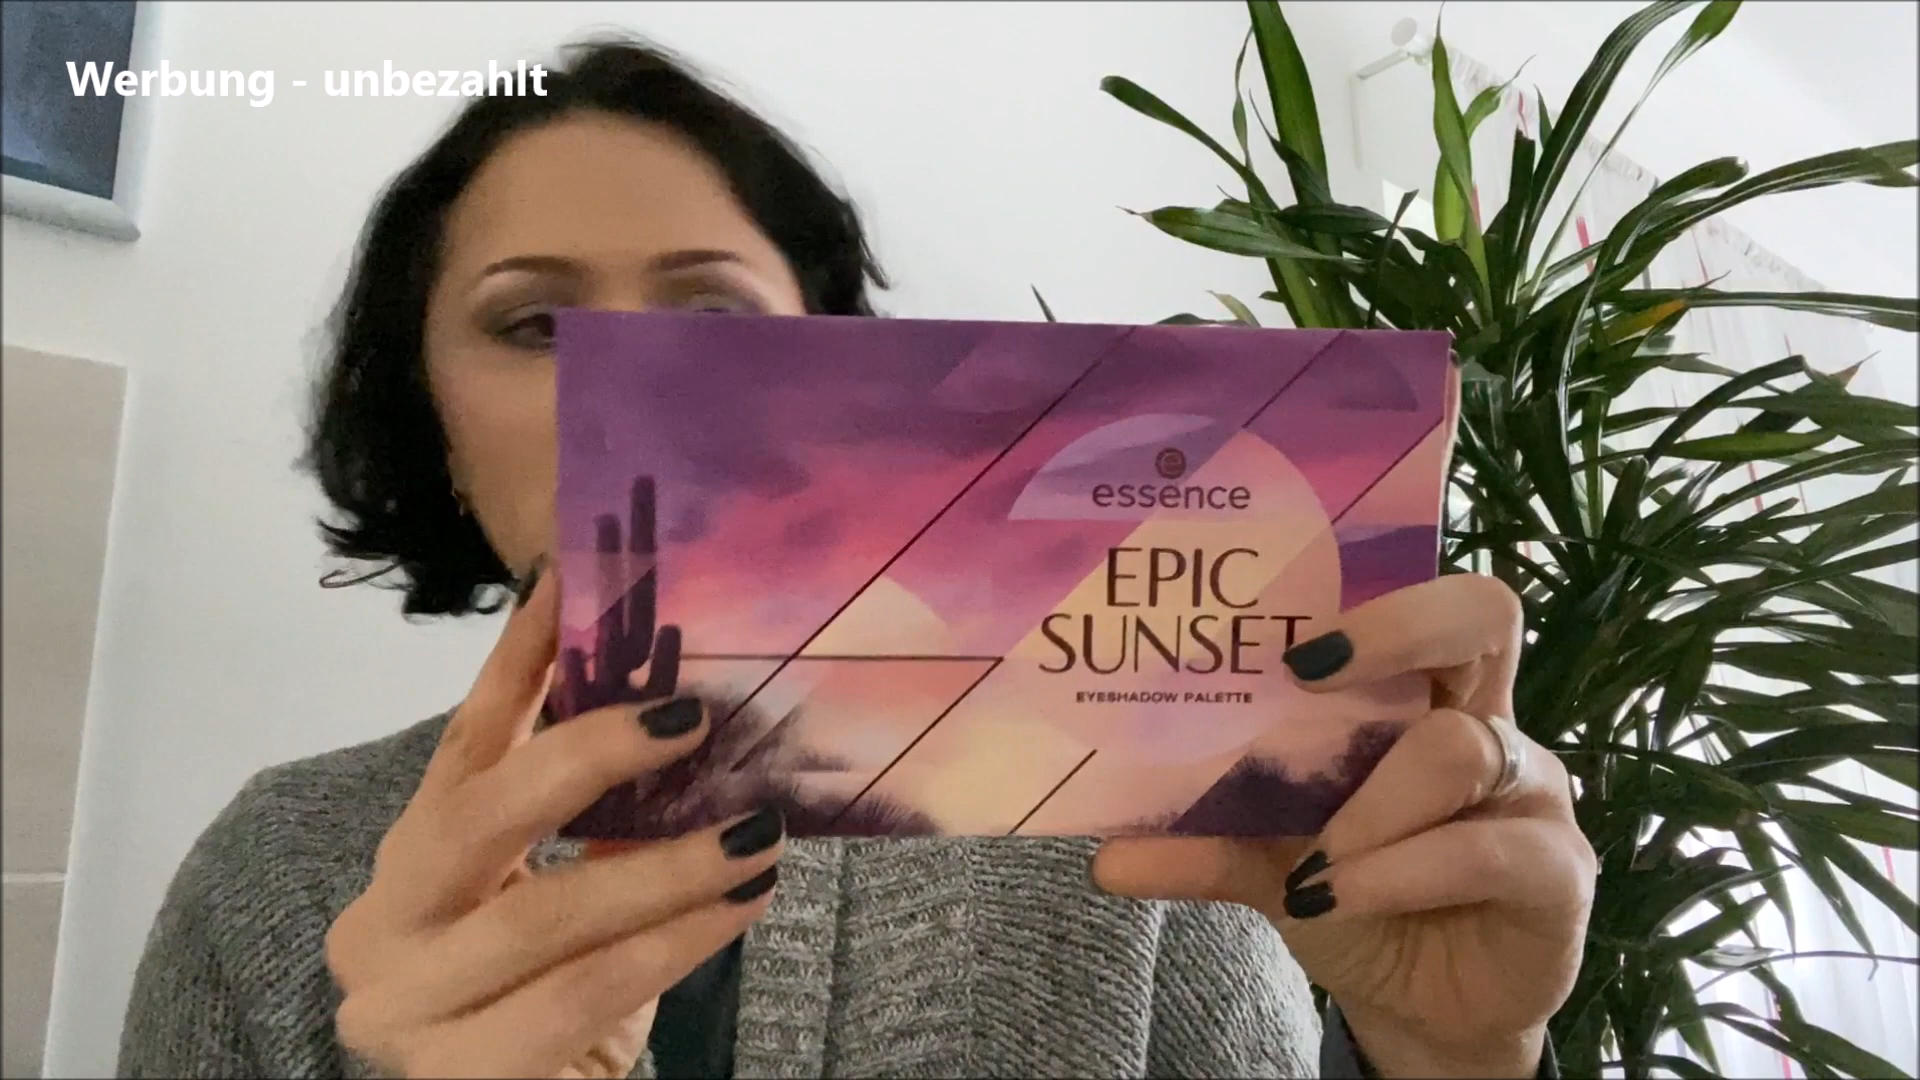 Werbung - unbezahlt
essence
EPIC
SUNSET
EYESHADOW PALETTE